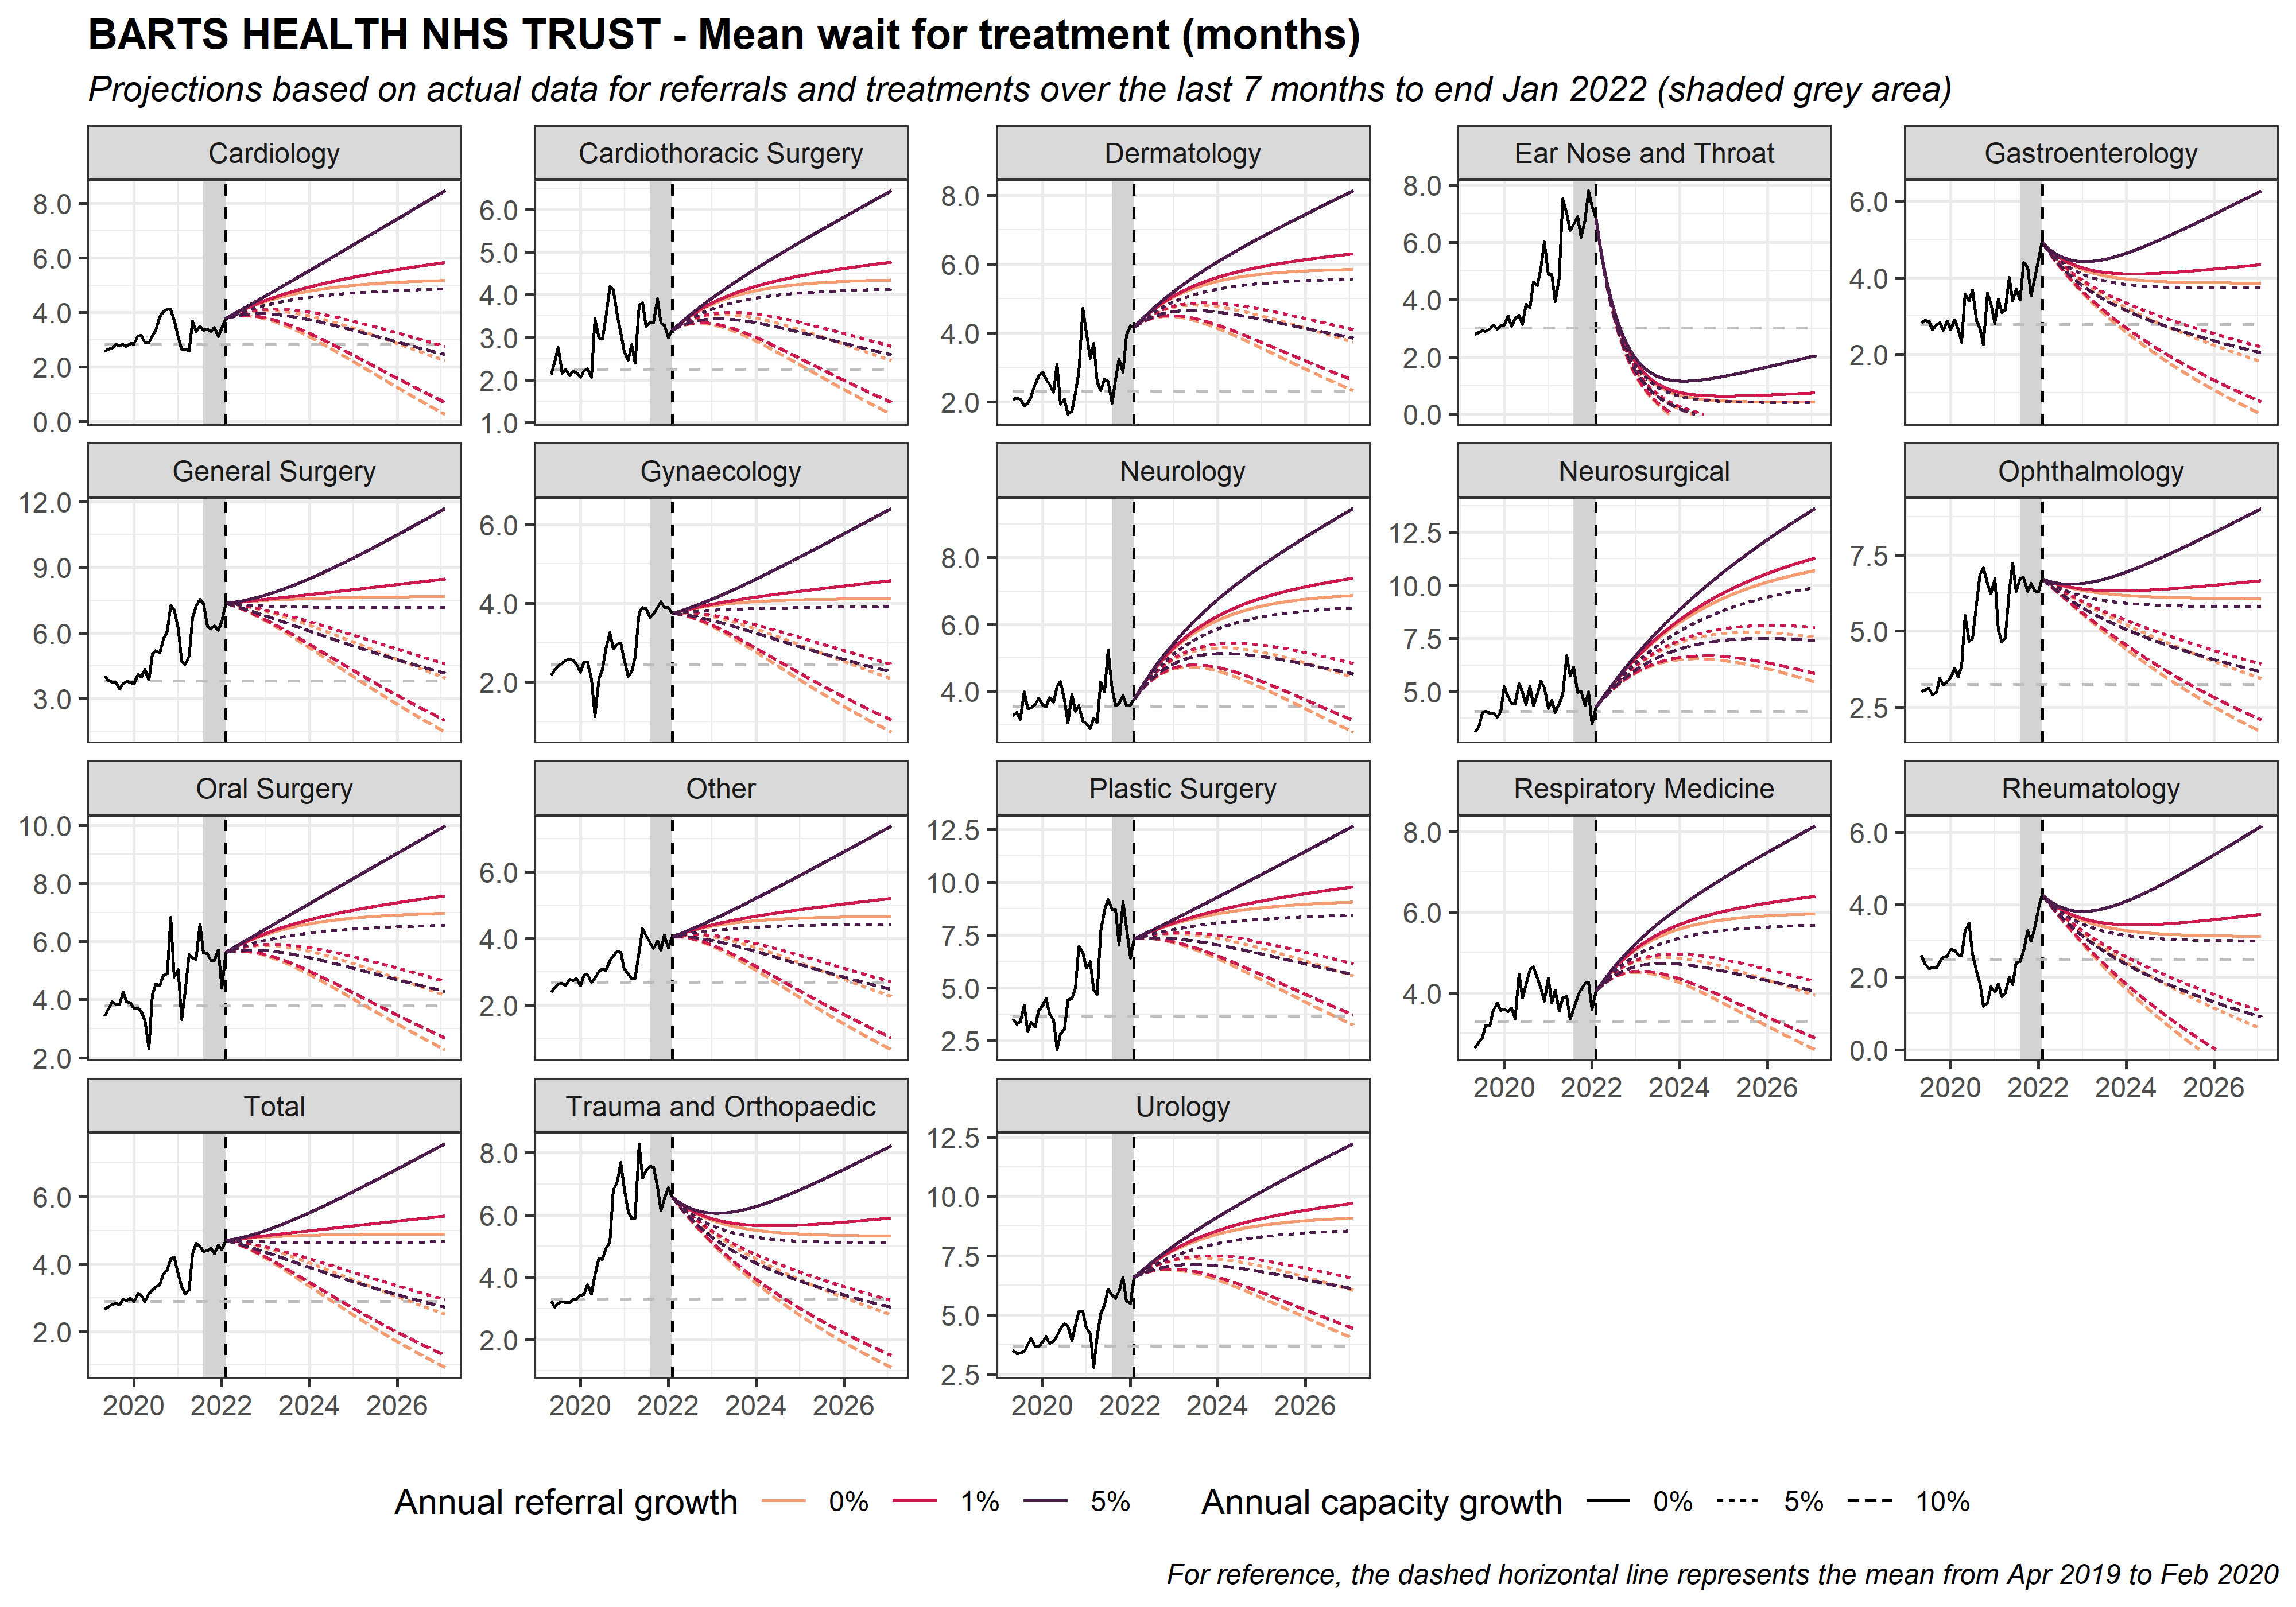 BARTS HEALTH NHS TRUST - Mean wait for treatment (months)
Projections based on actual data for referrals and treatments over the last 7 months to end Jan 2022 (shaded grey area)
Cardiology
8.0
6.0
4.0
2.0
0.0
Cardiothoracic Surgery
6.0
5.0
4.0
3.0
2.0
1.0
Dermatology
8.0
6.0
4.0
2.0
Ear Nose and Throat
8.0
6.0
4.0
2.0
0.0
Gastroenterology
6.0
4.0
2.0
General Surgery
12.0
9.0
6.0
3.0
Gynaecology
6.0
4.0
2.0
Neurology
8.0
6.0
4.0
Neurosurgical
12.5
10.0
7.5
5.0
Ophthalmology
7.5
5.0
2.5
Oral Surgery
10.0
8.0
6.0
4.0
2.0
Other
6.0
4.0
2.0
Plastic Surgery
12.5
10.0
7.5
5.0
2.5
Respiratory Medicine
8.0
6.0
4.0
2020 2022 2024 2026
Rheumatology
6.0
4.0
2.0
0.0
2020 2022 2024 2026
Total
6.0
4.0
2.0
2020 2022 2024 2026
Trauma and Orthopaedic
8.0
6.0
4.0
2.0
2020 2022 2024 2026
Urology
12.5
10.0
7.5
5.0
2.5
2020 2022 2024 2026
Annual referral growth 0% 1% 5% Annual capacity growth 0% 5% 10%
For reference, the dashed horizontal line represents the mean from Apr 2019 to Feb 2020